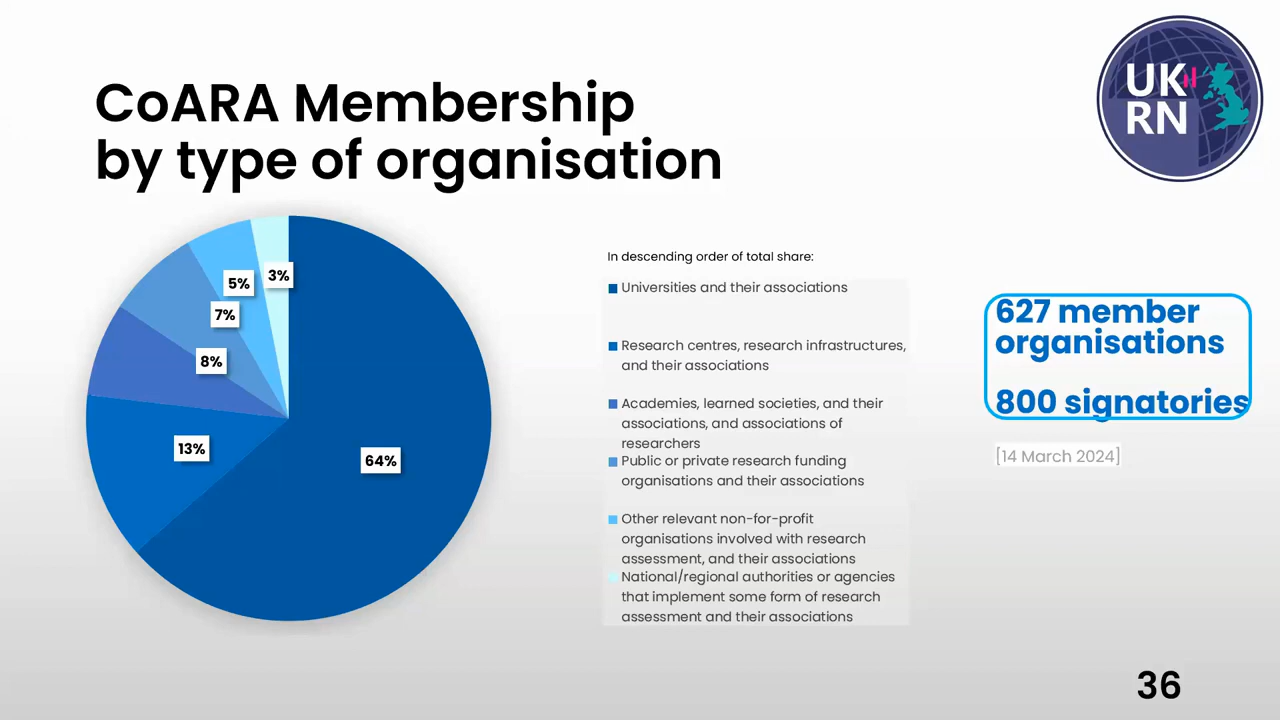 CoARA Membership
by type of organisation
UK
RN
5%
3%
7%
8%
13%
64%
In descending order of total share:
Universities and their associations
Research centres, research infrastructures,
and their associations
Academies, learned societies, and their
associations, and associations of
researchers
Public or private research funding
organisations and their associations
Other relevant non-for-profit
organisations involved with research
assessment, and their associations
National/regional authorities or agencies
that implement some form of research
assessment and their associations
627 member
organisations
800 signatories
[14 March 2024]
36